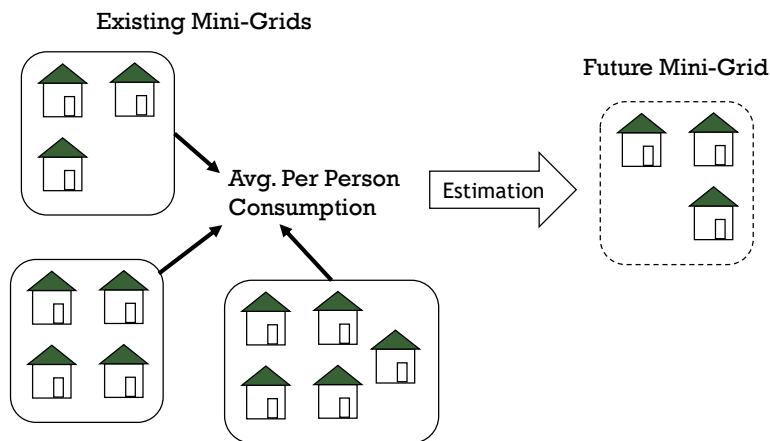 Existing Mini-Grids
Future Mini-Grid
Avg. Per Person
Consumption
Estimation